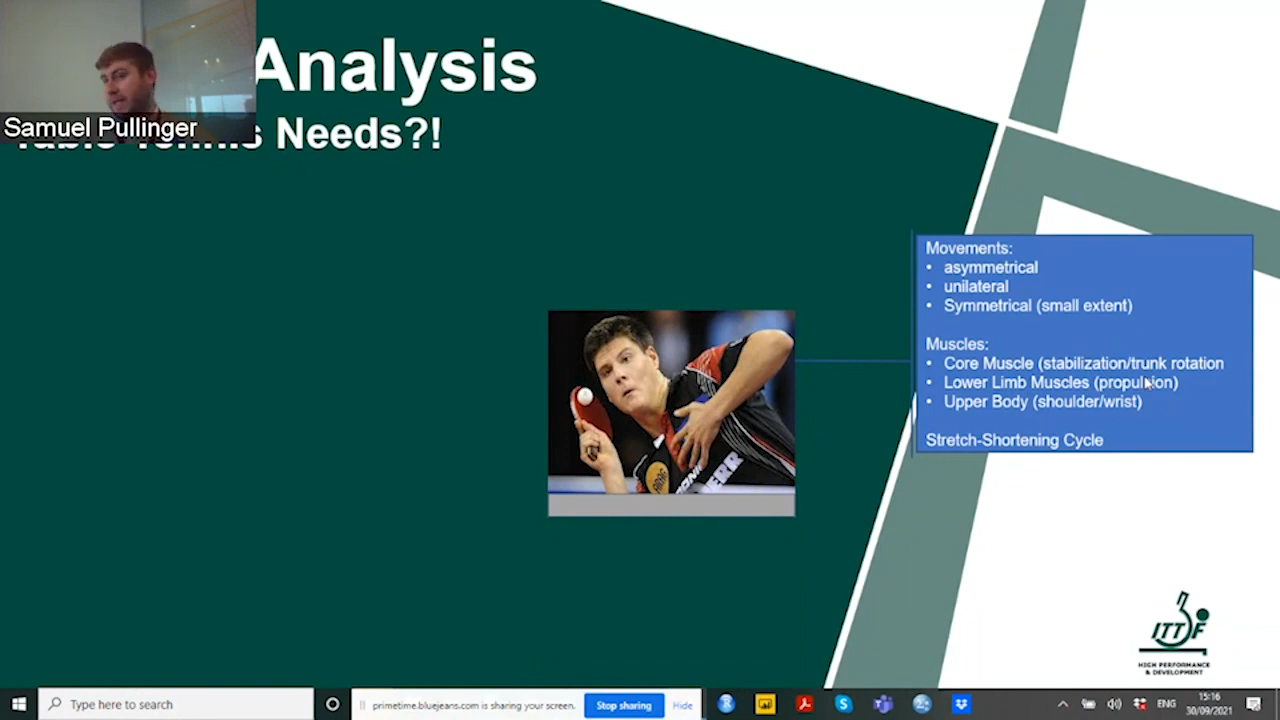 Analysis
Samuel Pullinger
Needs?!
Movements:
• asymmetrical
• unilateral
• Symmetrical (small extent)
Muscles:
• Core Muscle (stabilization/trunk rotation
• Lower Limb Muscles (propulsion)
• Upper Body (shoulder/wrist)
Stretch-Shortening Cycle
ITTF
HIGH PERFORMANCE
& DEVELOPMENT
Type here to search
primetime.bluejeans.com is sharing your screen.
Stop sharing
Hide
ENG
15:16
30/09/2021